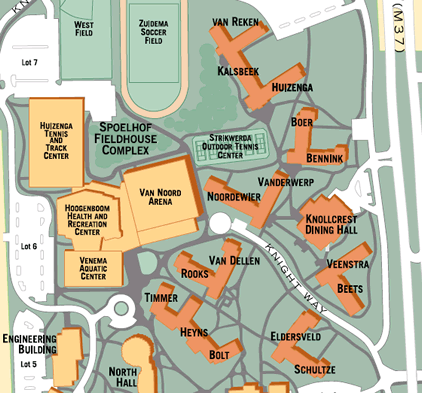 KN
WEST
FIELD
ZUIDEMA
SOCCER
FIELD
VAN REKEN
(M37)
Lot 7
KALSBEEK
HUIZENGA
HUIZENGA
TENNIS
AND
TRACK
CENTER
SPOELHOF
FIELDHOUSE
COMPLEX
STRIKWERDA
OUTDOOR TENNIS
CENTER
BOER
BENNINK
VAN NOORD
ARENA
VANDERWERP
NOORDEWIER
HOOGENBOOM
HEALTH AND
RECREATION
CENTER
KNOLLCREST
DINING HALL
Lot 6
VENEMA
AQUATIC
CENTER
VAN DELLEN
ROOKS
KNIGHT WAY
VEENSTRA
BEETS
TIMMER
HEYNS
BOLT
ELDERSVELD
SCHULTZE
ENGINEERING
BUILDING
Lot 5
NORTH
HALL